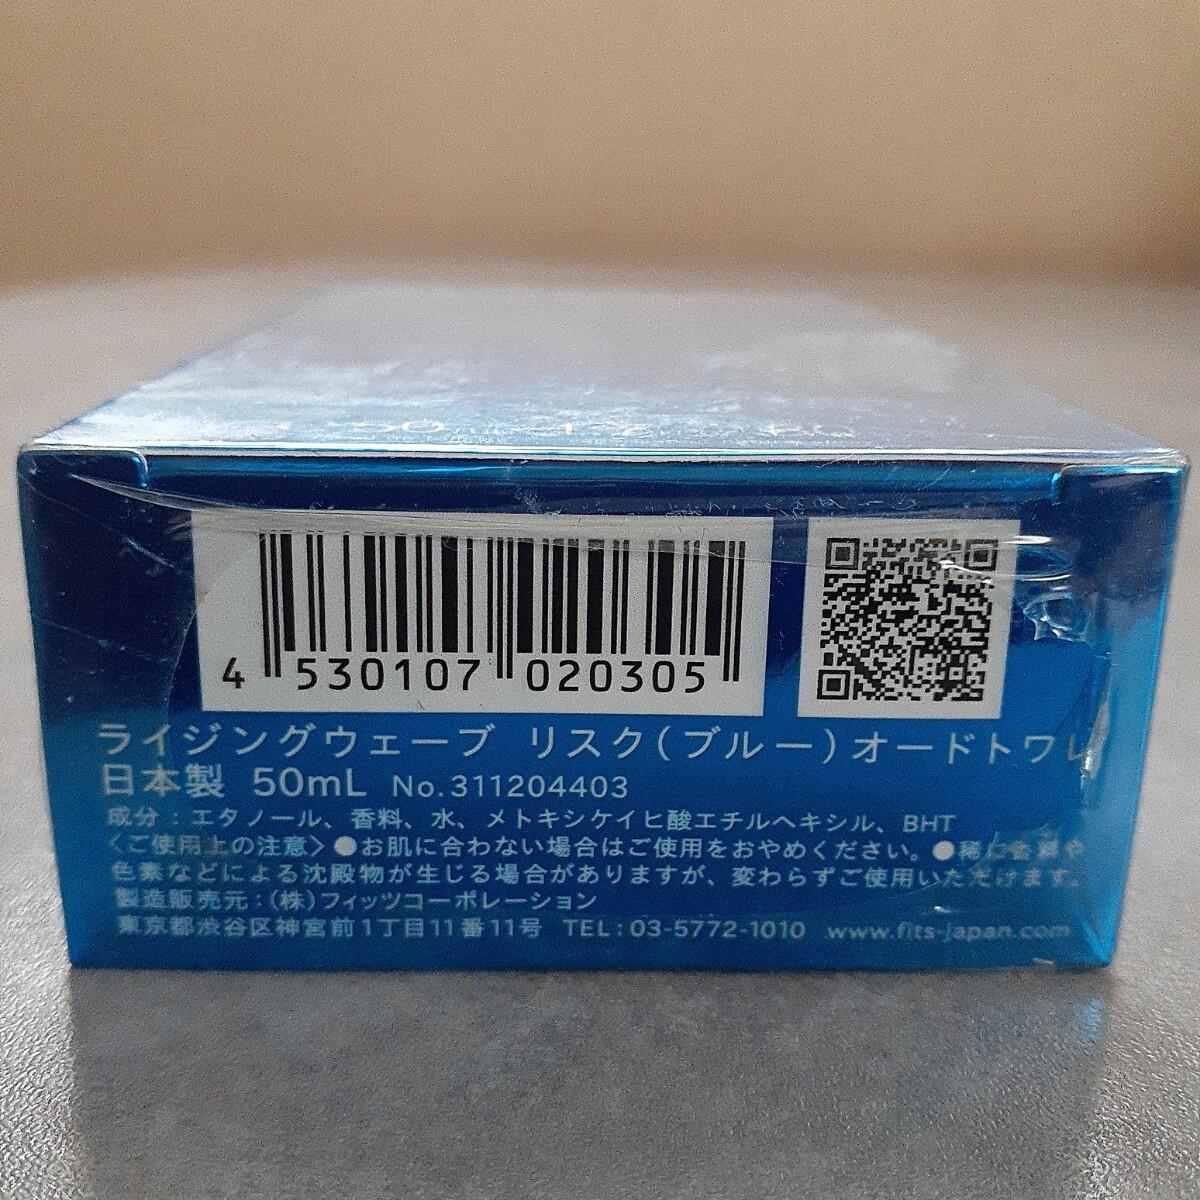 4 530107 020305
ライジングウェーブ リスク(ブルー)オードトワレ
日本製 50mL No.311204403
成分：エタノール、香料、水、メトキシケイヒ酸エチルヘキシル、BHT
〈ご使用上の注意〉●お肌に合わない場合はご使用をおやめください。●稀に
色素などによる沈殿物が生じる場合がありますが、変わらずご使用いただけます。
製造販売元：(株)フィッツコーポレーション
東京都渋谷区神宮前1丁目11番11号 TEL：03-5772-1010 www.fits-japan.com